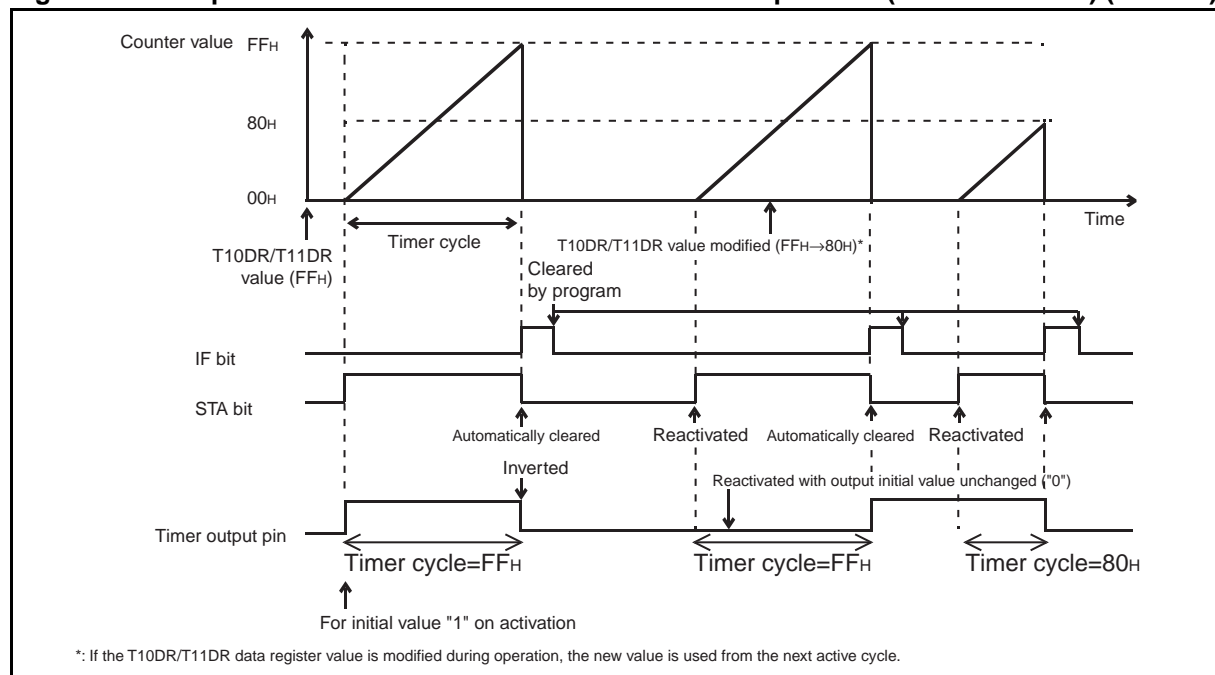 Counter value FFH
80H
00H
Time
Timer cycle
T10DR/T11DR value modified (FFH→80H)*
T10DR/T11DR
value (FFH)
Cleared
by program
IF bit
STA bit
Automatically cleared
Reactivated
Automatically cleared
Reactivated
Inverted
Reactivated with output initial value unchanged ("0")
Timer output pin
Timer cycle=FFH
Timer cycle=FFH
Timer cycle=80H
For initial value "1" on activation
*: If the T10DR/T11DR data register value is modified during operation, the new value is used from the next active cycle.